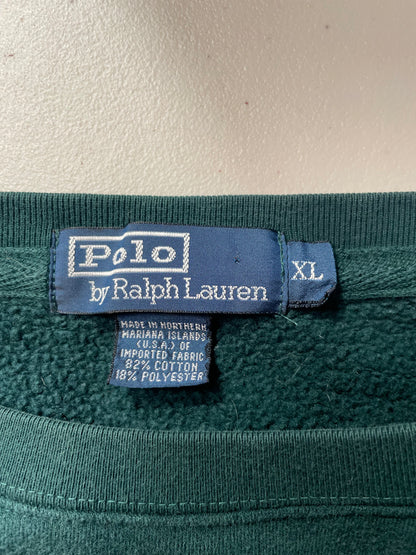 Polo
by Ralph Lauren
XL
MADE IN NORTHERN
MARIANA ISLANDS
(U.S.A.) OF
IMPORTED FABRIC
82% COTTON
18% POLYESTER